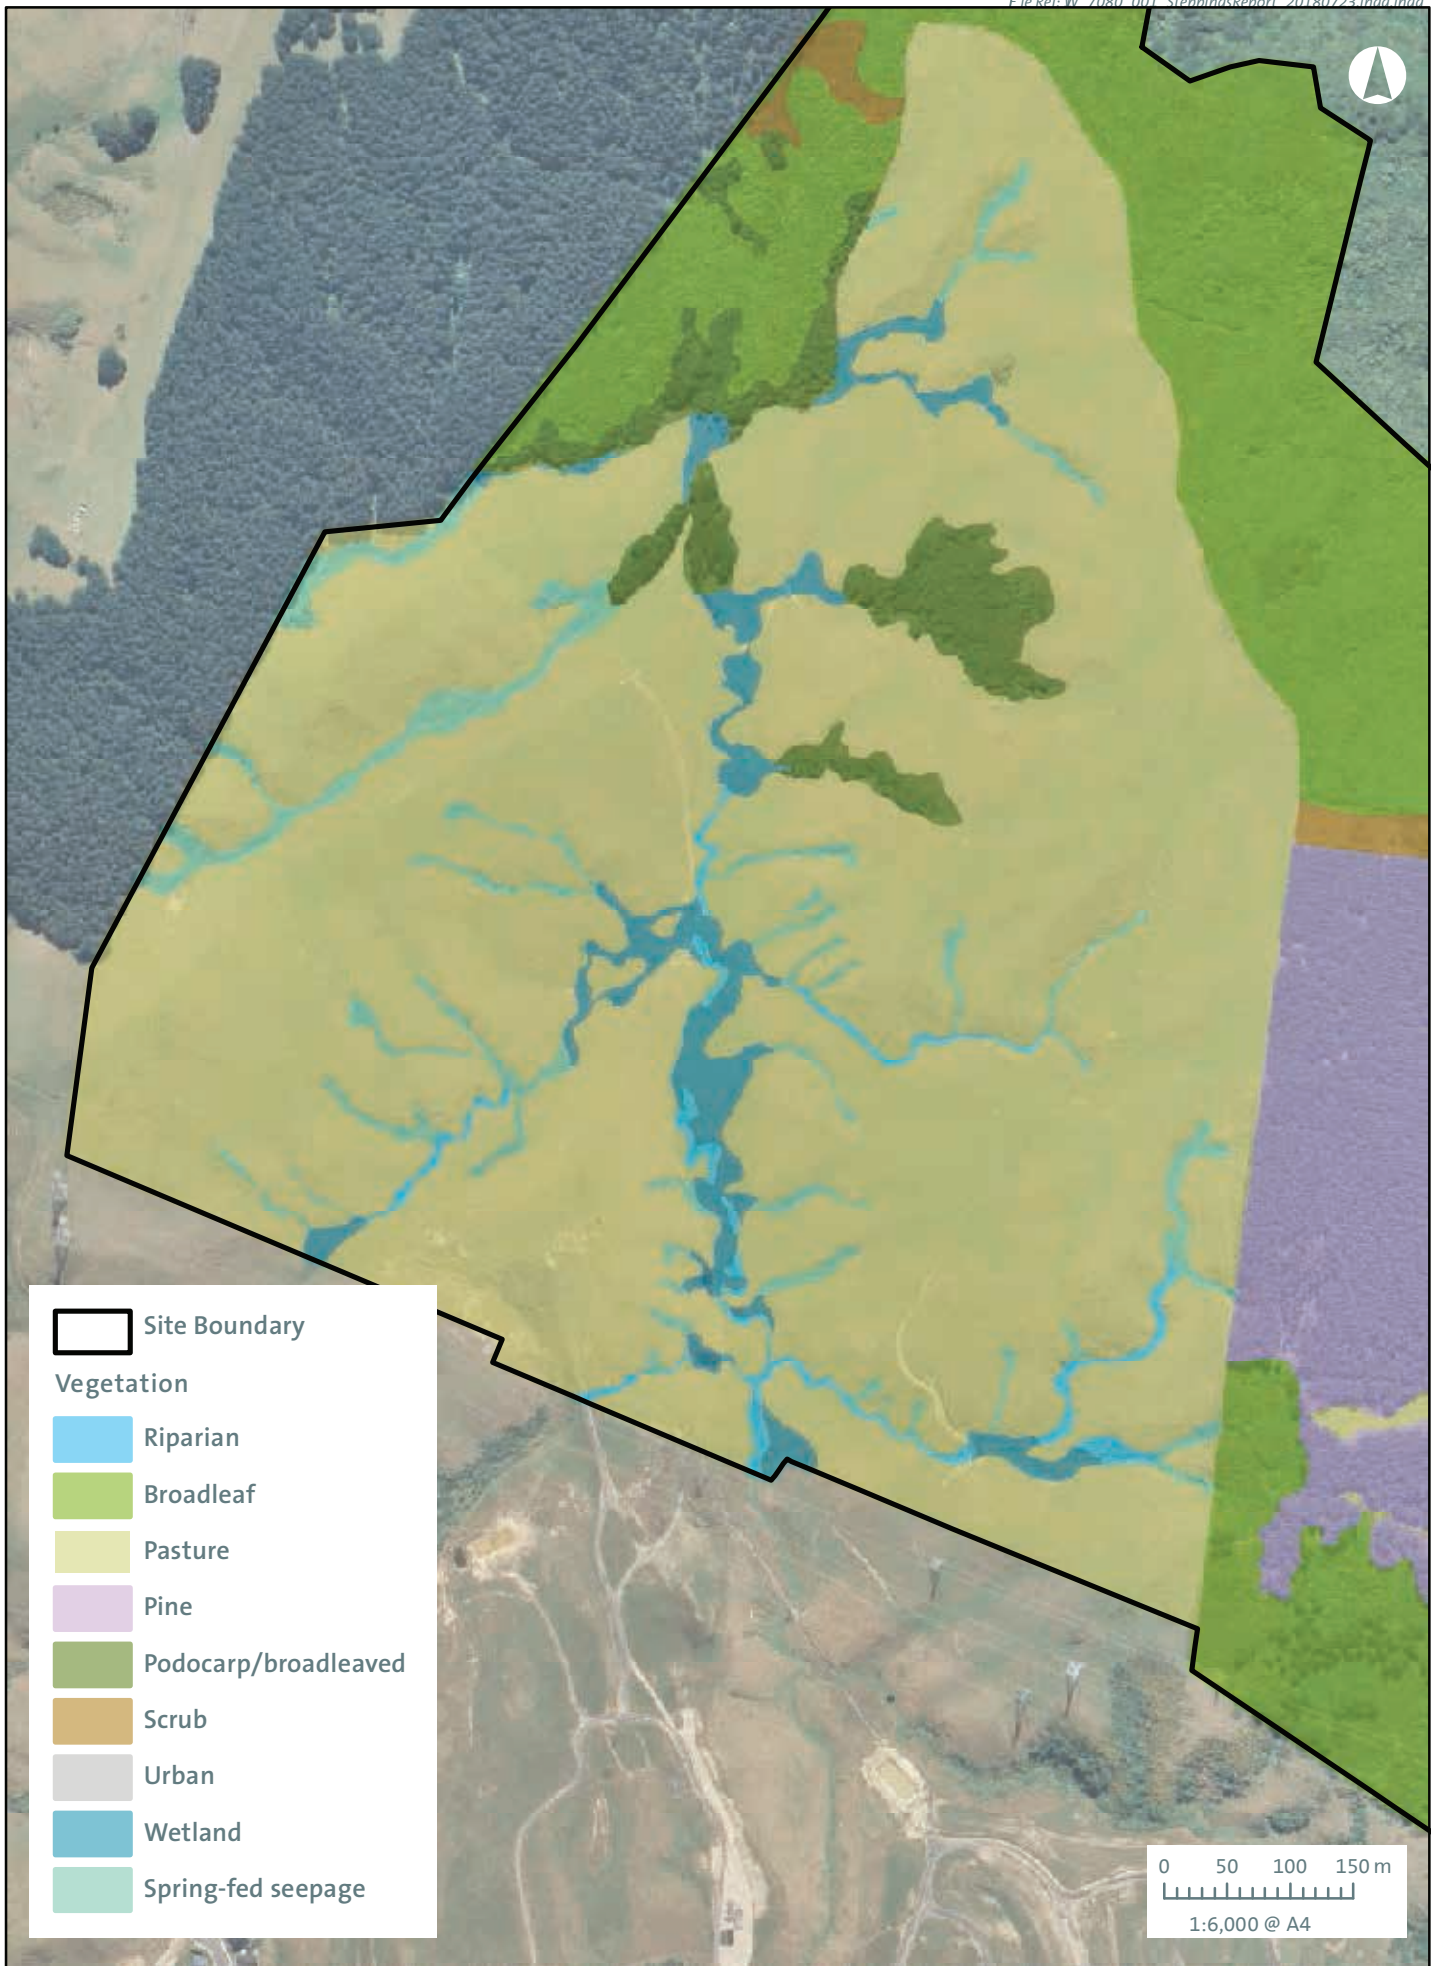 Site Boundary
Vegetation
Riparian
Broadleaf
Pasture
Pine
Podocarp/broadleaved
Scrub
Urban
Wetland
Spring-fed seepage
0 50 100 150 m
1:6,000 @ A4